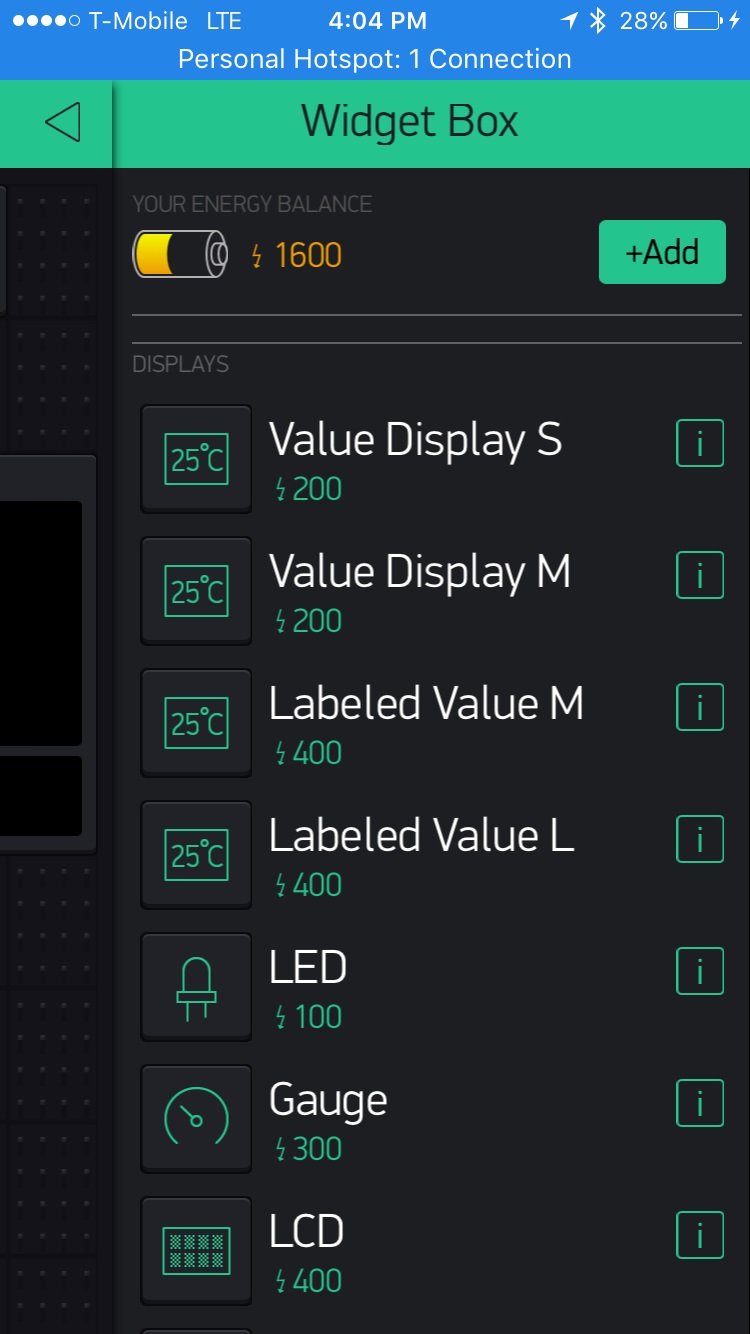 T-Mobile LTE 4:04 PM 28%
Personal Hotspot: 1 Connection
Widget Box
YOUR ENERGY BALANCE
1600
+Add
DISPLAYS
25°C
Value Display S
i
200
25°C
Value Display M
i
200
25°C
Labeled Value M
i
400
25°C
Labeled Value L
i
400
LED
i
100
Gauge
i
300
LCD
i
400